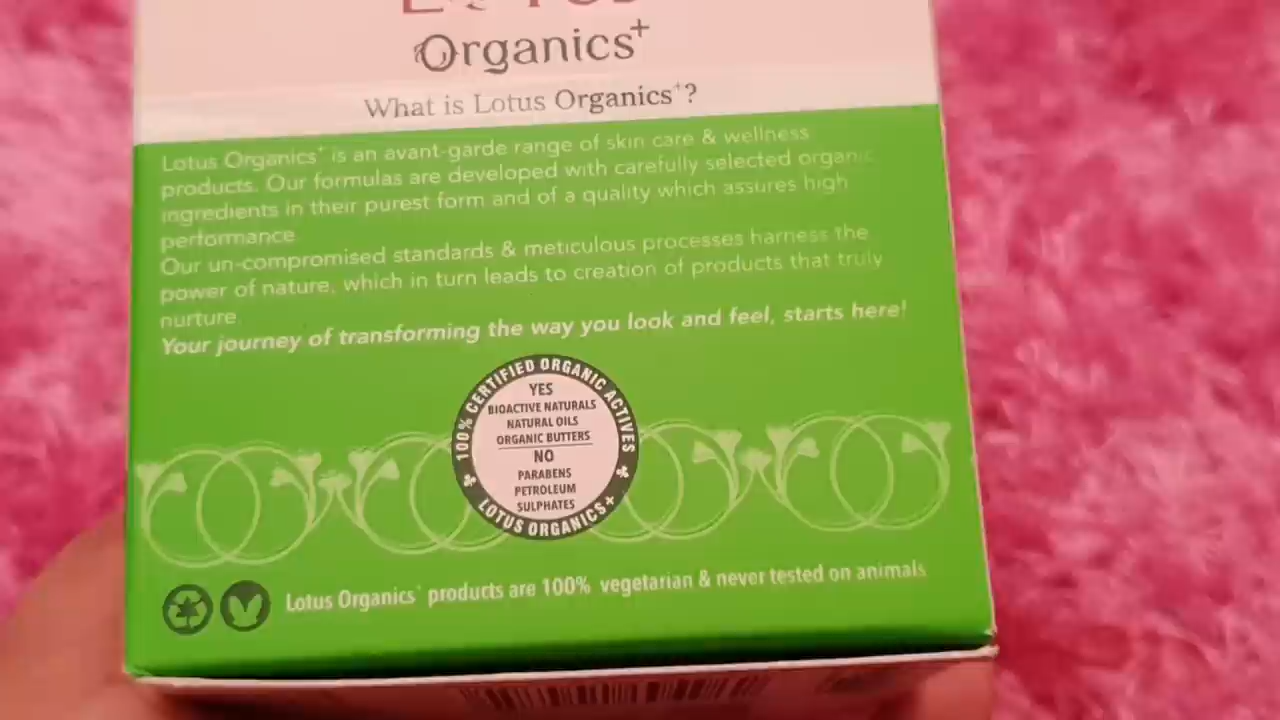 Organics+
What is Lotus Organics+?
Lotus Organics+ is an avant-garde range of skin care & wellness
products. Our formulas are developed with carefully selected organic
ingredients in their purest form and of a quality which assures high
performance
Our un-compromised standards & meticulous processes harness the
power of nature, which in turn leads to creation of products that truly
nurture.
Your journey of transforming the way you look and feel, starts here!
100% CERTIFIED ORGANIC ACTIVES
YES
BIOACTIVE NATURALS
NATURAL OILS
ORGANIC BUTTERS
NO
PARABENS
PETROLEUM
SULPHATES
LOTUS ORGANICS+
Lotus Organics+ products are 100% vegetarian & never tested on animals